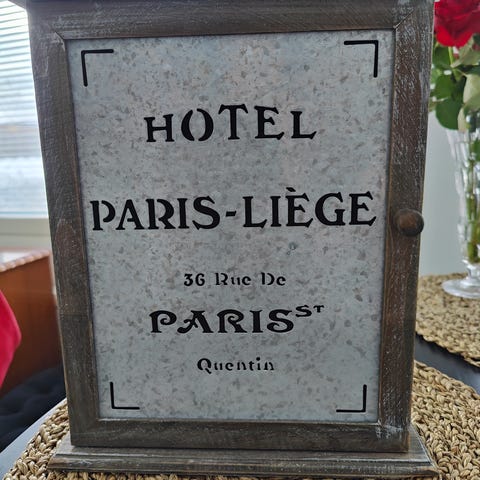 HOTEL
PARIS-LIÈGE
36 Rue De
PARIS ST
Quentin